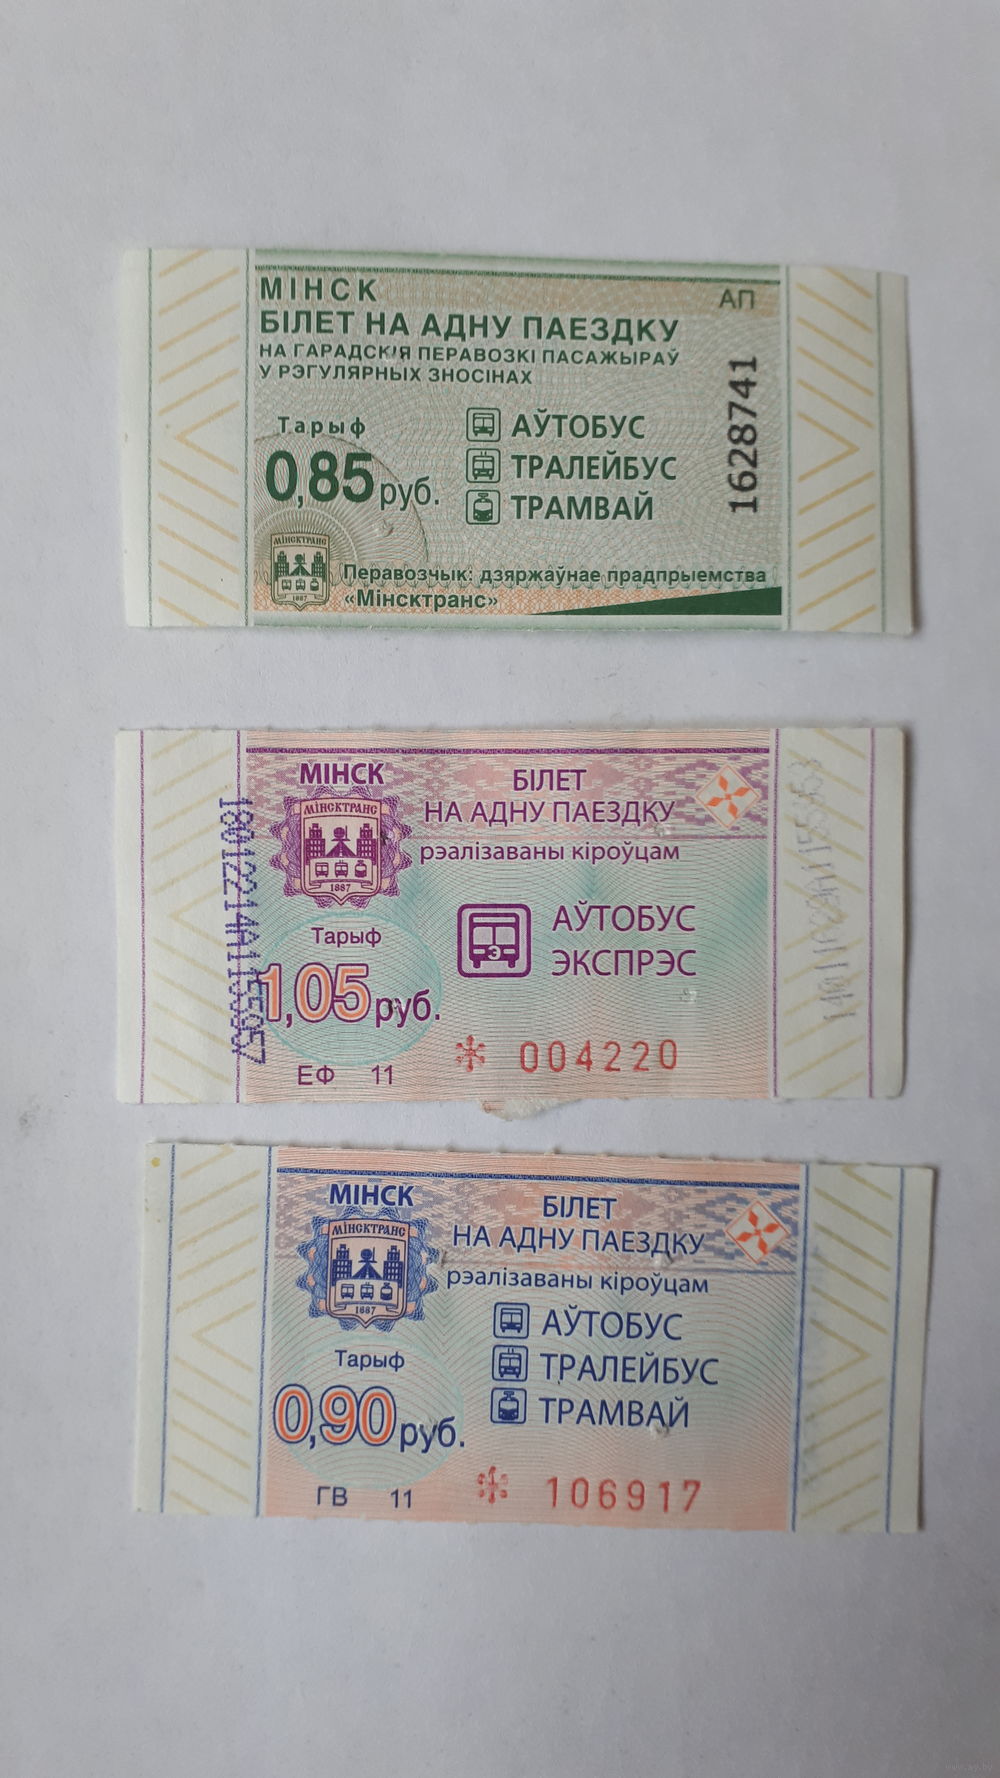 МІНСК
АП
БІЛЕТ НА АДНУ ПАЕЗДКУ
НА ГАРАДСКІЯ ПЕРАВОЗКІ ПАСАЖЫРАЎ
У РЭГУЛЯРНЫХ ЗНОСІНАХ
Тарыф
0,85 руб.
АЎТОБУС
ТРАЛЕЙБУС
ТРАМВАЙ
1628741
МІНСКТРАНС
1887
Перавозчык: дзяржаўнае прадпрыемства
«Мінсктранс»
МІНСК
БІЛЕТ
НА АДНУ ПАЕЗДКУ
рэалізаваны кіроўцам
МІНСКТРАНС
1887
Тарыф
1,05 руб.
Э
АЎТОБУС
ЭКСПРЭС
ЕФ 11
004220
МІНСК
БІЛЕТ
НА АДНУ ПАЕЗДКУ
рэалізаваны кіроўцам
МІНСКТРАНС
1887
Тарыф
0,90 руб.
АЎТОБУС
ТРАЛЕЙБУС
ТРАМВАЙ
ГВ 11
106917